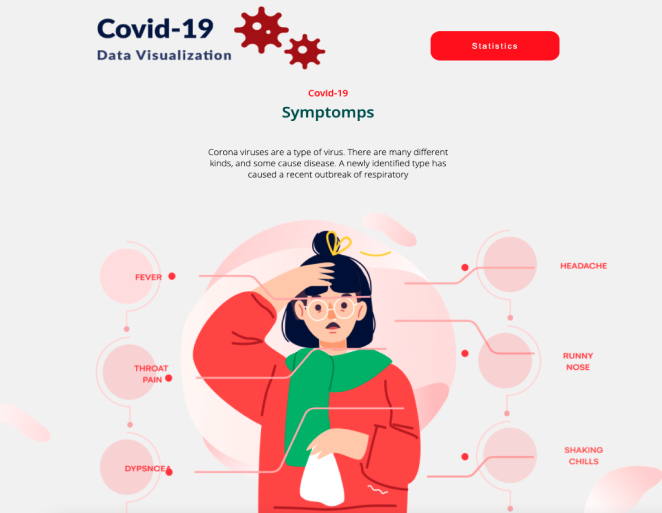 Covid-19
Data Visualization
Statistics
Covid-19
Symptomps
Corona viruses are a type of virus. There are many different
kinds, and some cause disease. A newly identified type has
caused a recent outbreak of respiratory
FEVER
HEADACHE
THROAT
PAIN
RUNNY
NOSE
DYPSNCEA
SHAKING
CHILLS